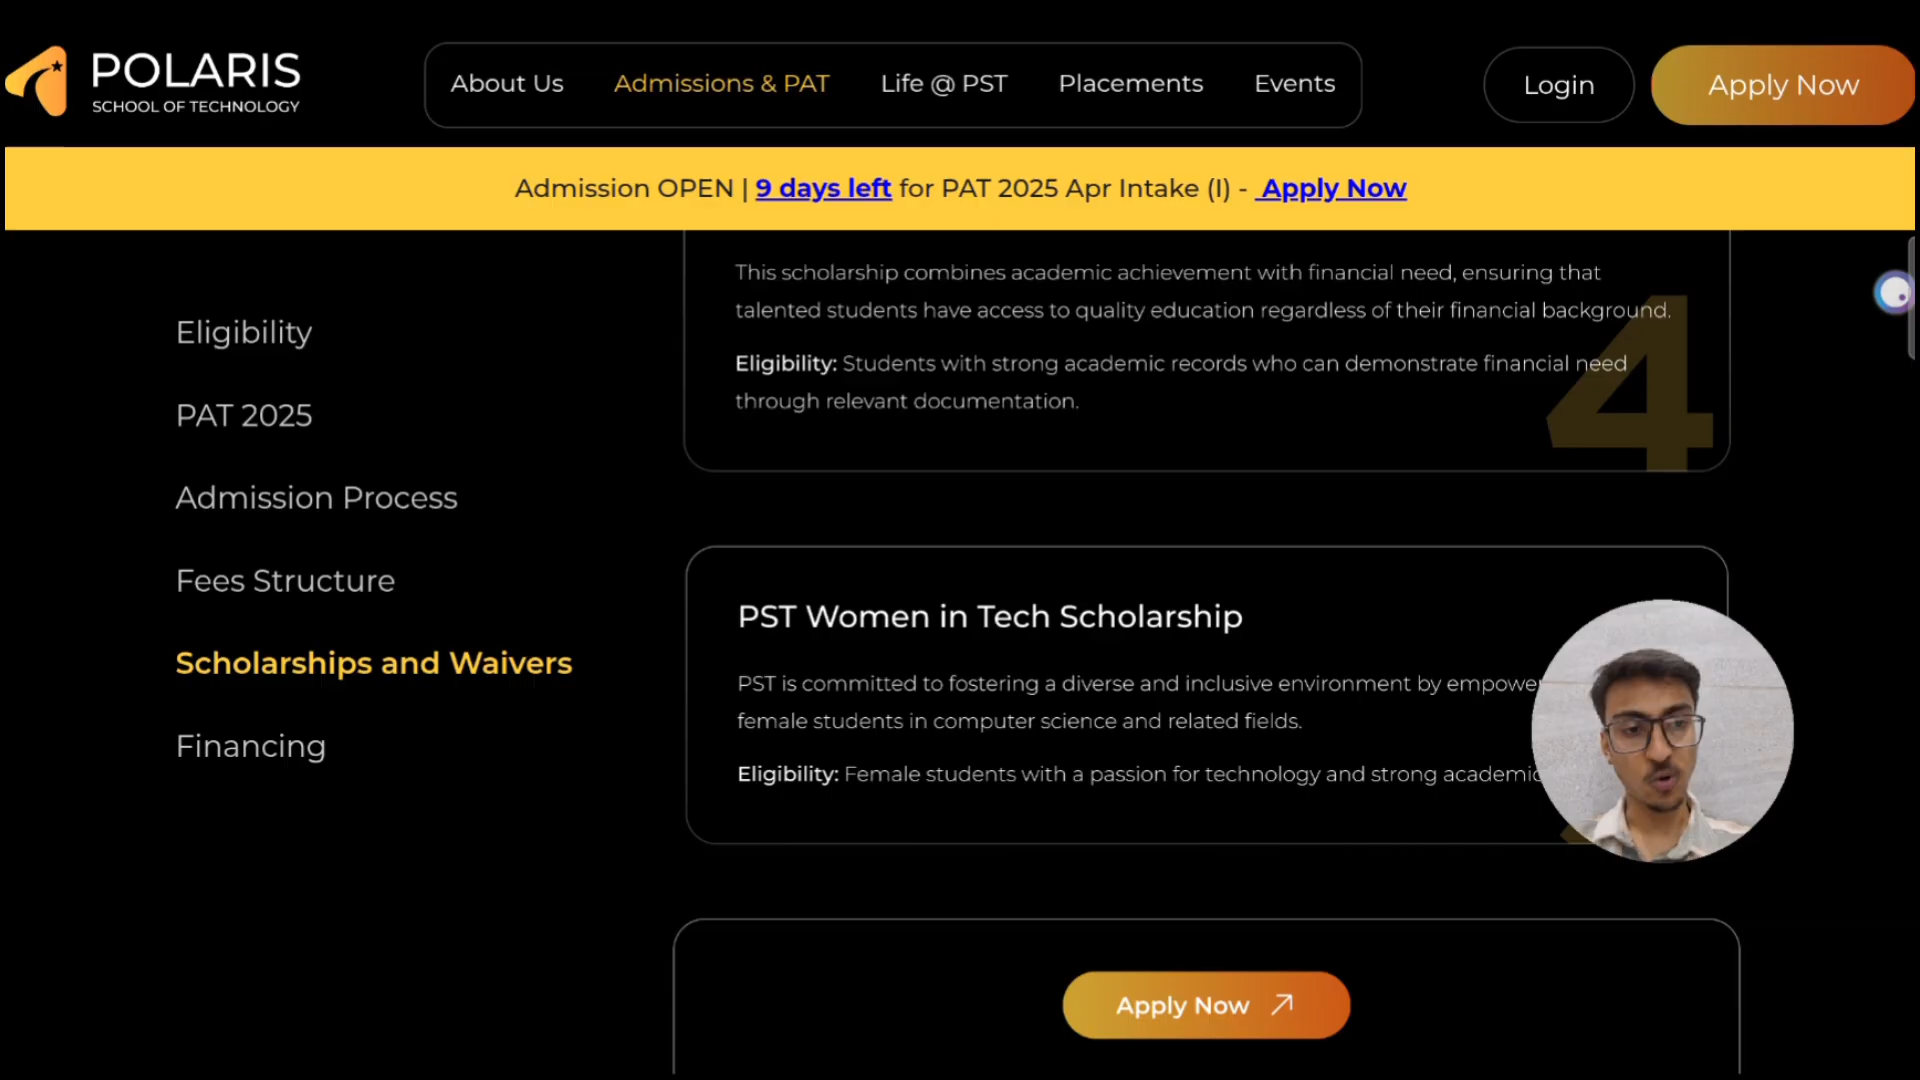 POLARIS
SCHOOL OF TECHNOLOGY
About Us
Admissions & PAT
Life @ PST
Placements
Events
Login
Apply Now
Admission OPEN | 9 days left for PAT 2025 Apr Intake (I) - Apply Now
Eligibility
PAT 2025
Admission Process
Fees Structure
Scholarships and Waivers
Financing
This scholarship combines academic achievement with financial need, ensuring that
talented students have access to quality education regardless of their financial background.
Eligibility: Students with strong academic records who can demonstrate financial need
through relevant documentation.
4
PST Women in Tech Scholarship
PST is committed to fostering a diverse and inclusive environment by
female students in computer science and related fields.
Eligibility: Female students with a passion for technology and strong
Apply Now